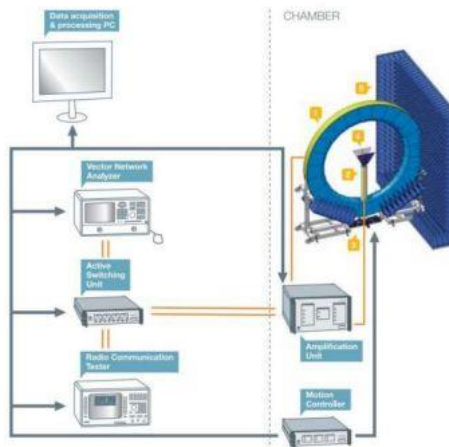 Data acquisition
& processing PC
CHAMBER
Vector Network
Analyzer
Active
Switching
Unit
Radio Communication
Tester
Amplification
Unit
Motion
Controller